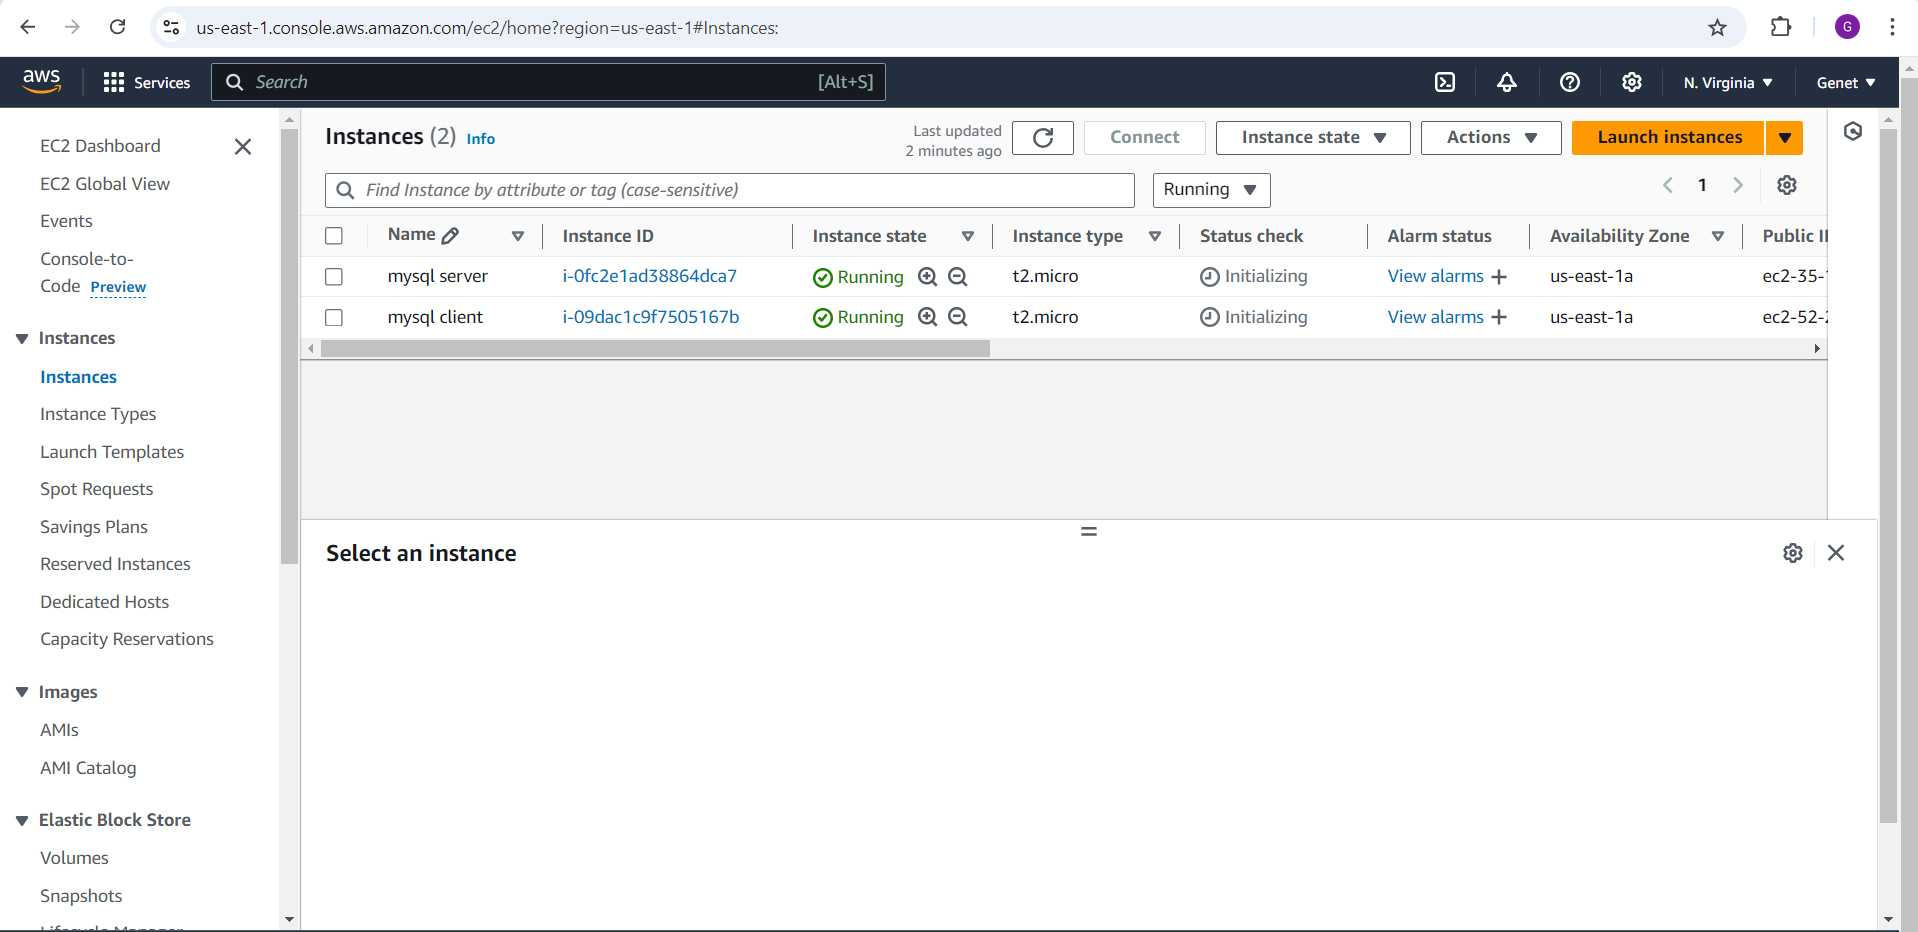 us-east-1.console.aws.amazon.com/ec2/home?region=us-east-1#Instances:
G
aws
Services
Search
[Alt+S]
N. Virginia
Genet
EC2 Dashboard
EC2 Global View
Events
Console-to-
Code Preview
Instances
Instances
Instance Types
Launch Templates
Spot Requests
Savings Plans
Reserved Instances
Dedicated Hosts
Capacity Reservations
Images
AMIs
AMI Catalog
Elastic Block Store
Volumes
Snapshots
Lifecycle Manager
Instances (2) Info
Last updated
2 minutes ago
Connect
Instance state
Actions
Launch instances
Find Instance by attribute or tag (case-sensitive)
Running
1
Name Instance ID Instance state Instance type Status check Alarm status Availability Zone Public
mysql server i-0fc2e1ad38864dca7 Running t2.micro Initializing View alarms us-east-1a ec2-35-
mysql client i-09dac1c9f7505167b Running t2.micro Initializing View alarms us-east-1a ec2-52-
Select an instance